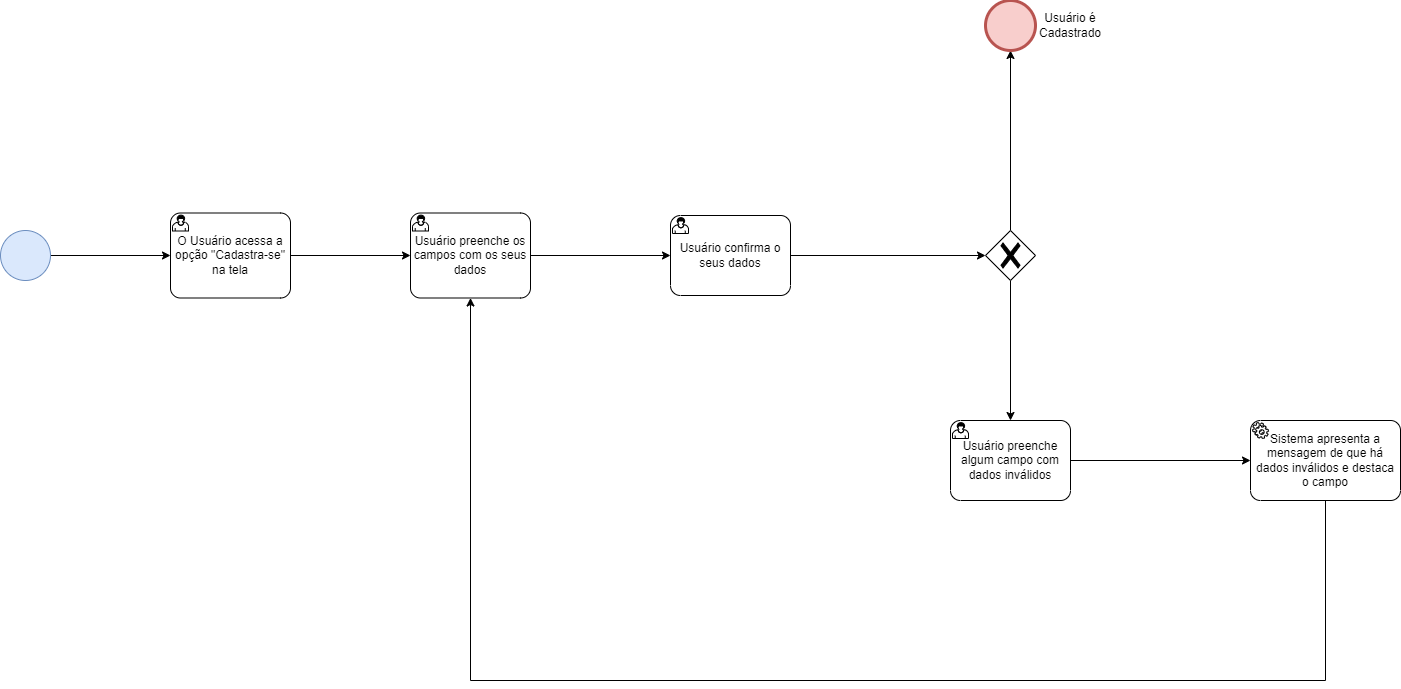 Usuário é
Cadastrado
O Usuário acessa a
opção "Cadastra-se"
na tela
Usuário preenche os
campos com os seus
dados
Usuário confirma o
seus dados
Usuário preenche
algum campo com
dados inválidos
Sistema apresenta a
mensagem de que há
dados inválidos e destaca
o campo